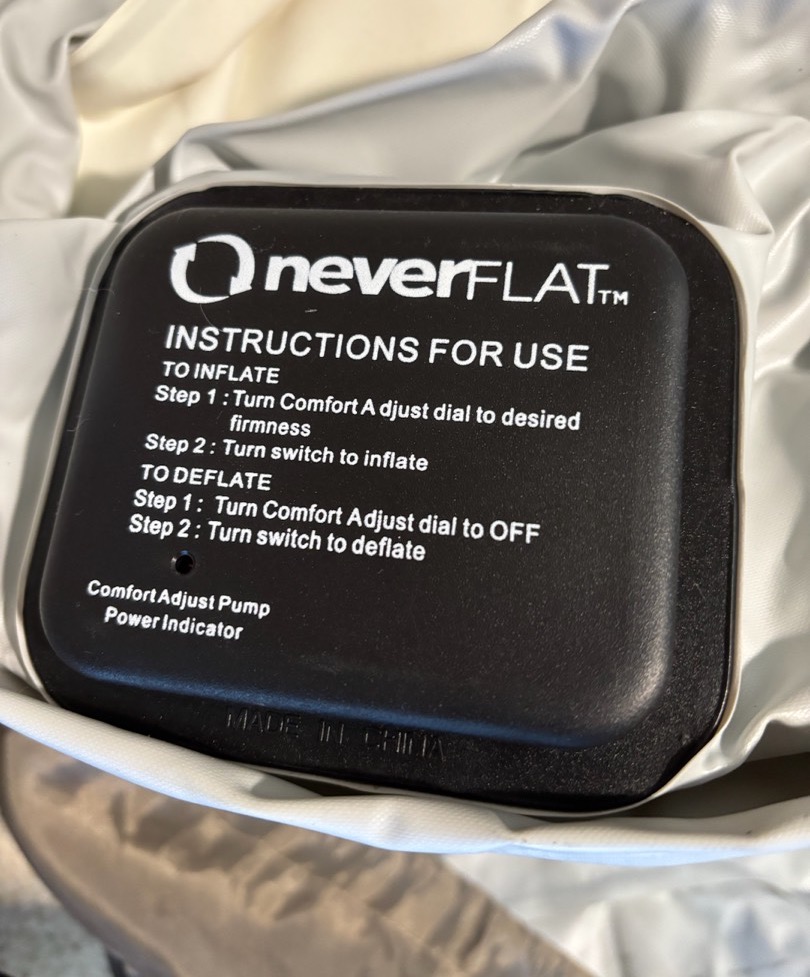 neverFLAT™
INSTRUCTIONS FOR USE
TO INFLATE
Step 1 : Turn Comfort A djust dial to desired
firmness
Step 2 : Turn switch to inflate
TO DEFLATE
Step 1 : Turn Comfort Adjust dial to OFF
Step 2 : Turn switch to deflate
Comfort Adjust Pump
Power Indicator
MADE IN CHINA